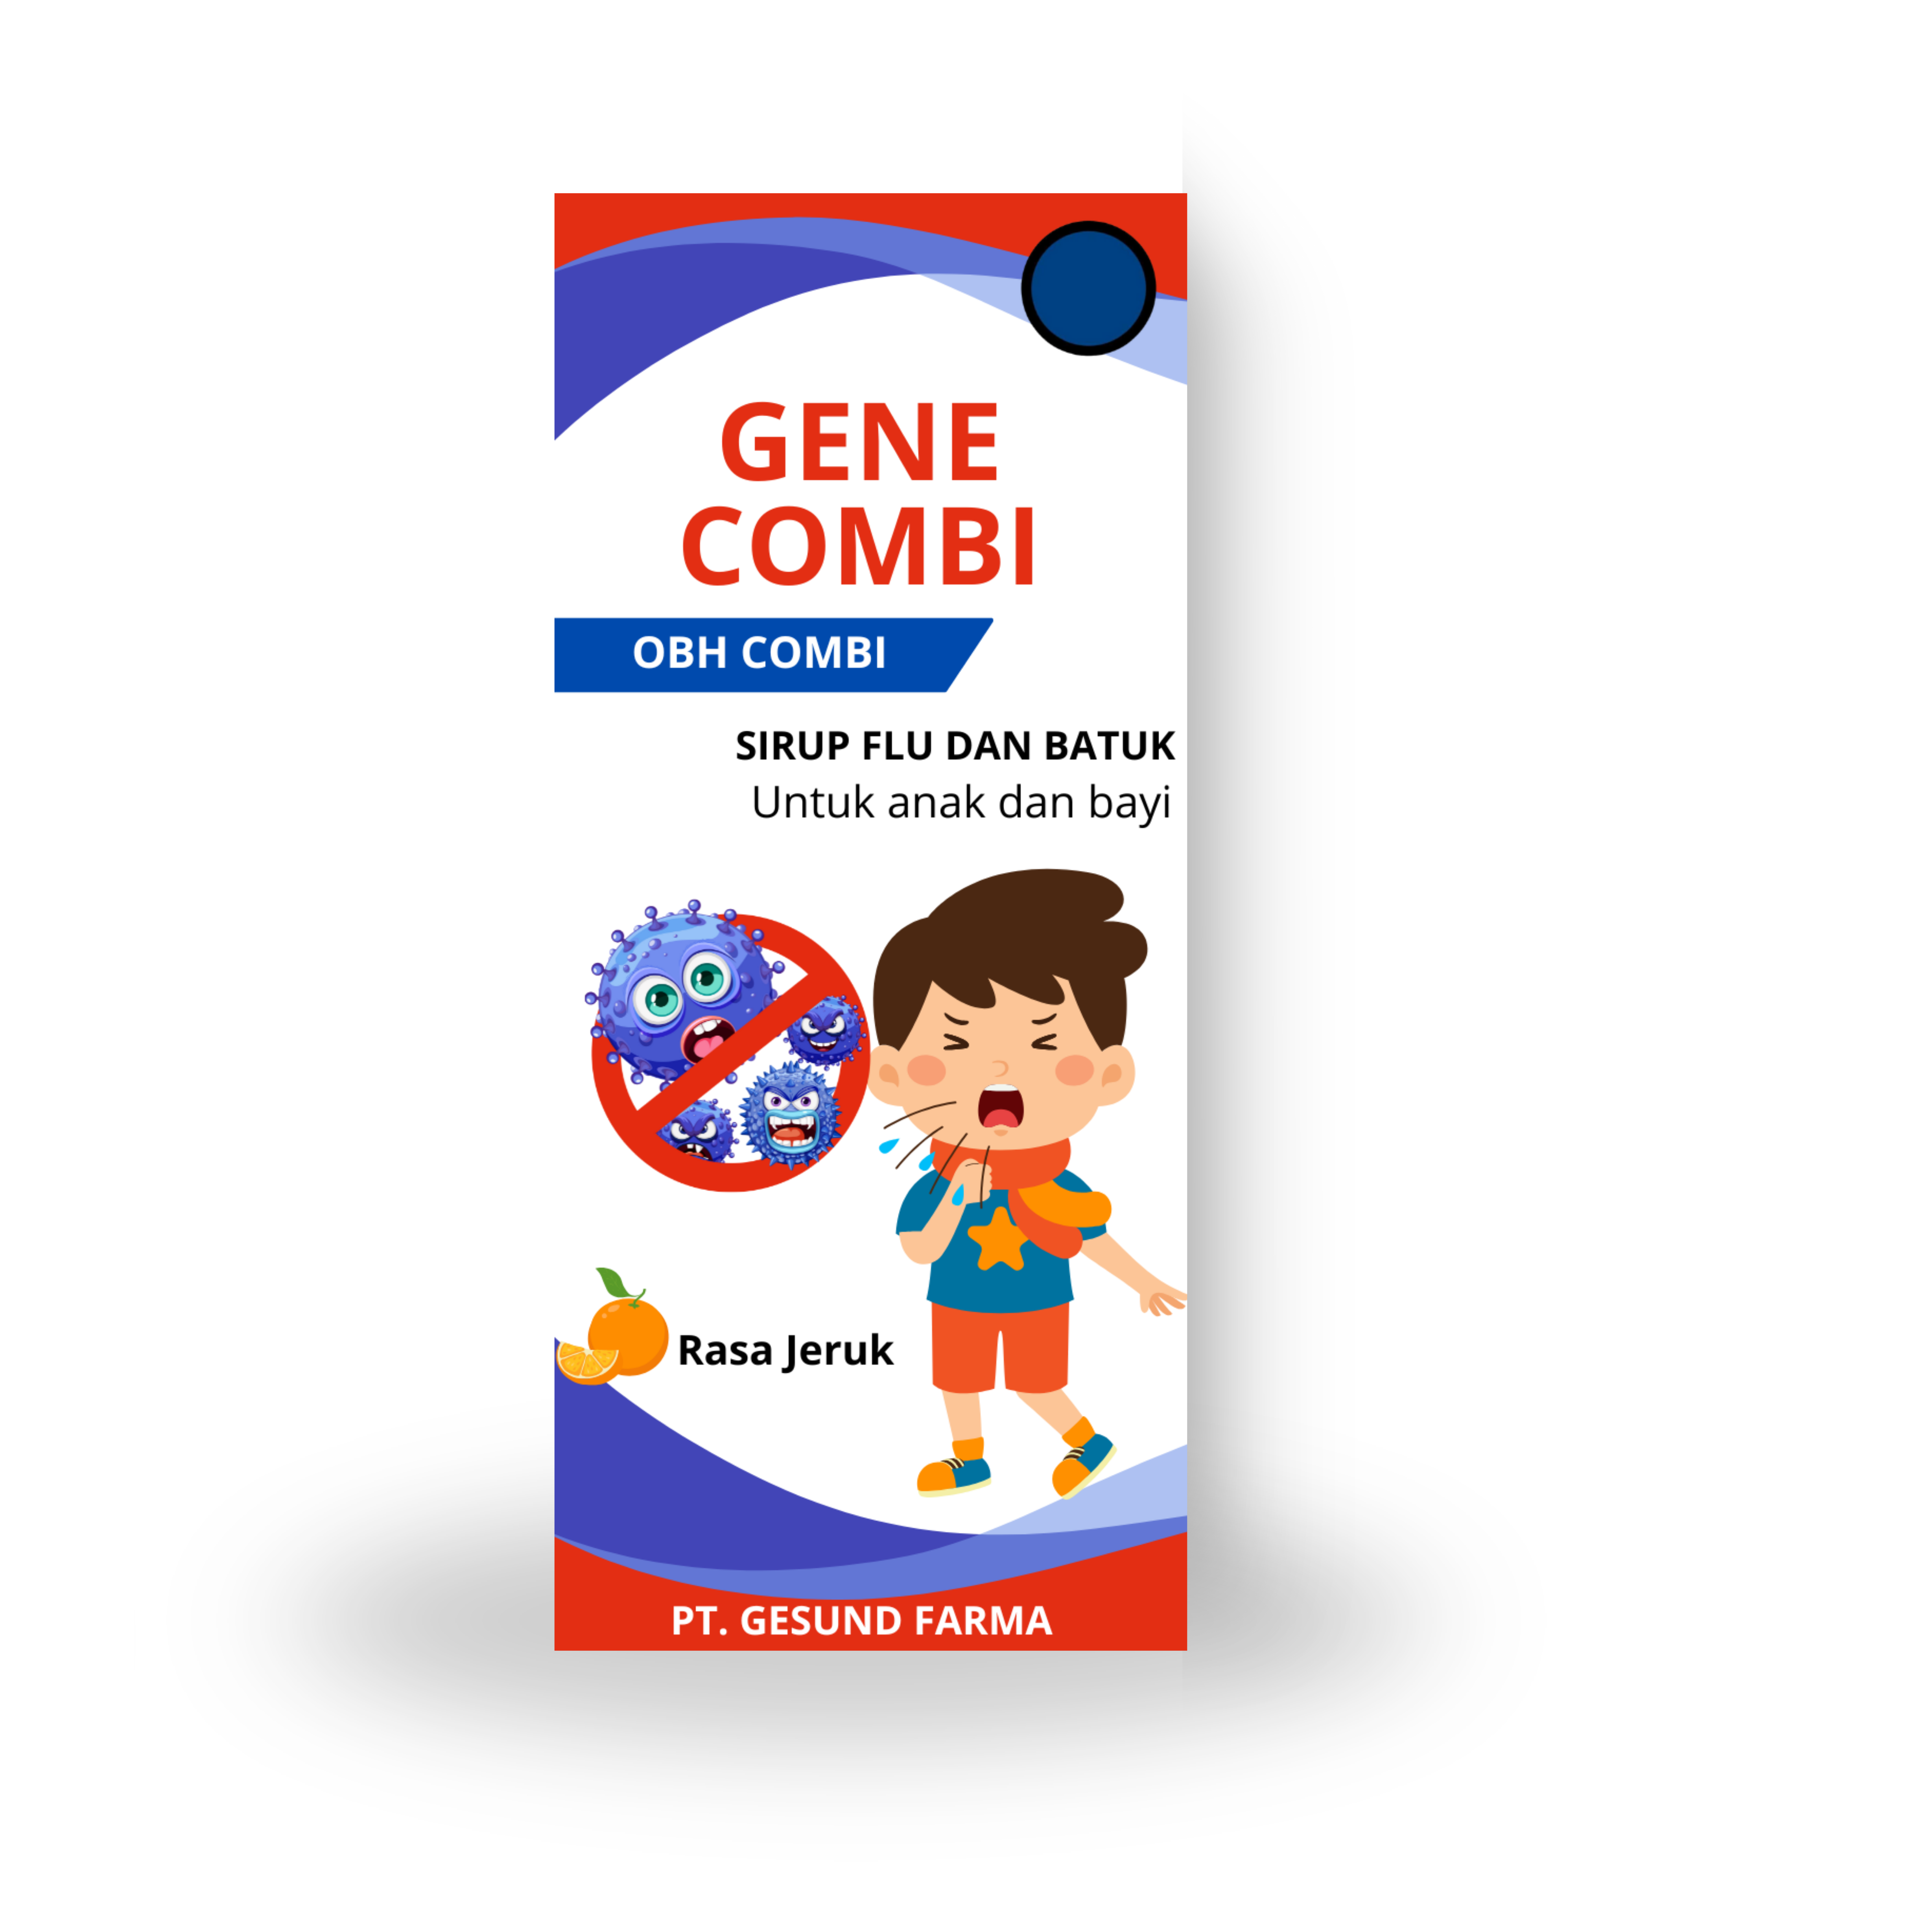 GENE
COMBI
OBH COMBI
SIRUP FLU DAN BATUK
Untuk anak dan bayi
Rasa Jeruk
PT. GESUND FARMA